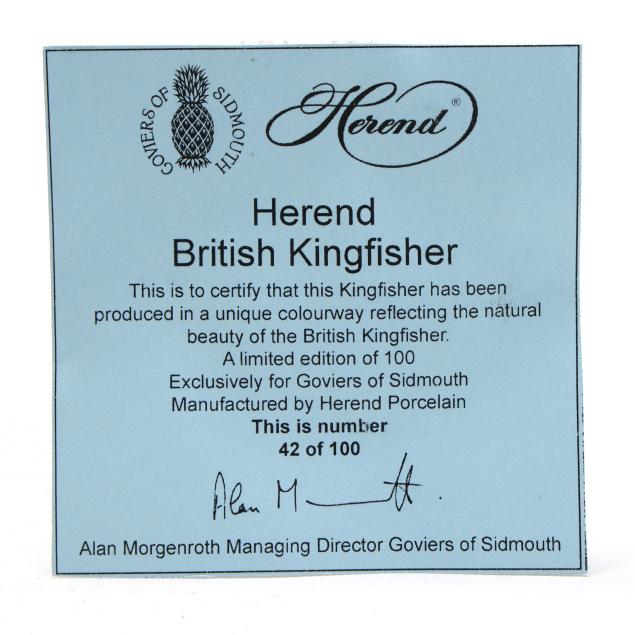 GOVIERS OF SIDMOUTH
Herend®
Herend
British Kingfisher
This is to certify that this Kingfisher has been
produced in a unique colourway reflecting the natural
beauty of the British Kingfisher.
A limited edition of 100
Exclusively for Goviers of Sidmouth
Manufactured by Herend Porcelain
This is number
42 of 100
Alan M
Alan Morgenroth Managing Director Goviers of Sidmouth